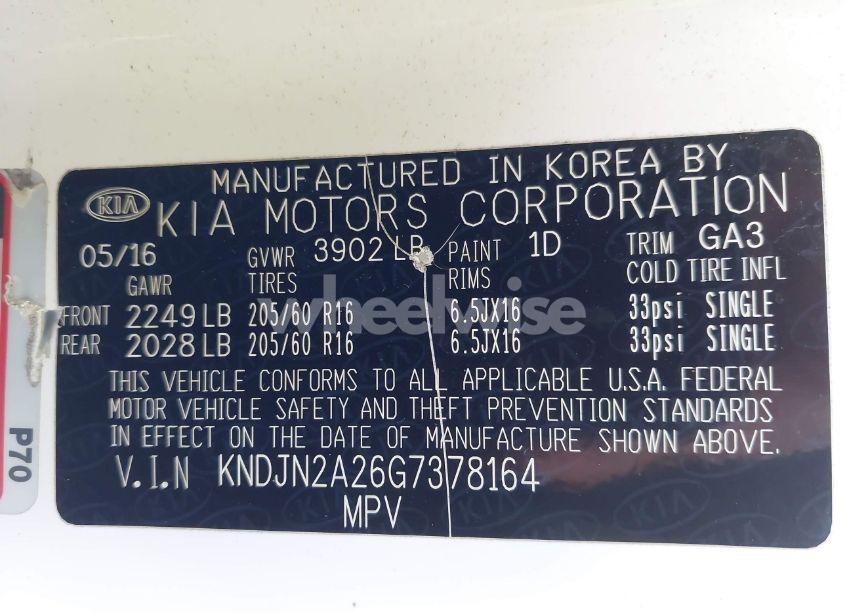 MANUFACTURED IN KOREA BY
KIA KIA MOTORS CORPORATION
05/16 GVWR 3902 LB PAINT 1D TRIM GA3
GAWR TIRES RIMS COLD TIRE INFL
FRONT 2249 LB 205/60 R16 6.5JX16 33psi SINGLE
REAR 2028 LB 205/60 R16 6.5JX16 33psi SINGLE
THIS VEHICLE CONFORMS TO ALL APPLICABLE U.S.A. FEDERAL
MOTOR VEHICLE SAFETY AND THEFT PREVENTION STANDARDS
IN EFFECT ON THE DATE OF MANUFACTURE SHOWN ABOVE.
V.I.N KNDJN2A26G7378164
MPV
P70
wheelwise